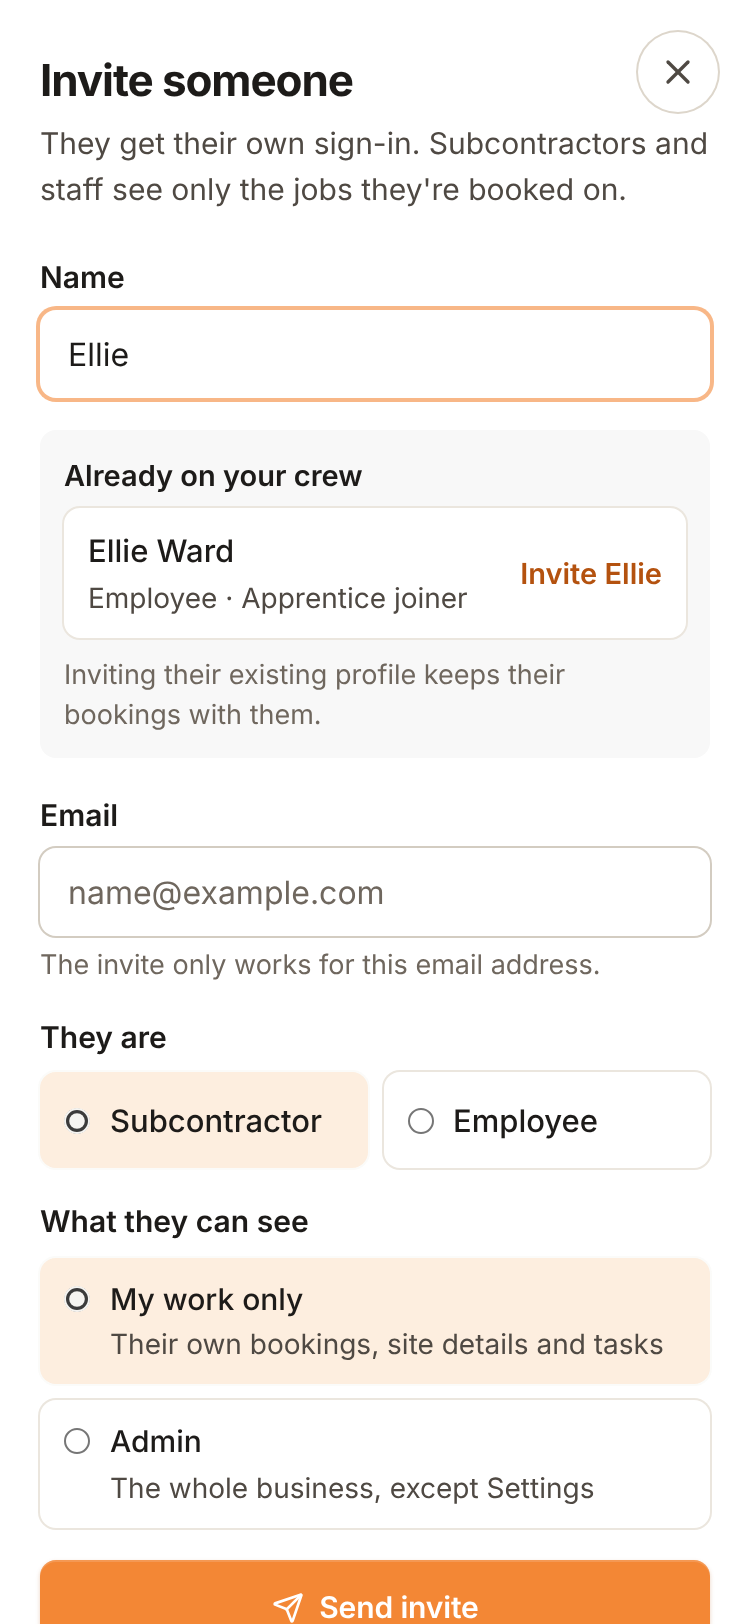 Invite someone
They get their own sign-in. Subcontractors and
staff see only the jobs they're booked on.
Name
Ellie
Already on your crew
Ellie Ward
Employee · Apprentice joiner
Invite Ellie
Inviting their existing profile keeps their
bookings with them.
Email
name@example.com
The invite only works for this email address.
They are
Subcontractor
Employee
What they can see
My work only
Their own bookings, site details and tasks
Admin
The whole business, except Settings
Send invite